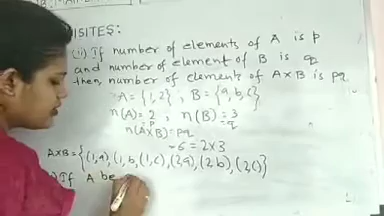 ISITES:
(ii) If number of elements of A is p
and number of element of B is q
then, number of elements of A×B is pq.
A={1,2}, B={a,b,c}
n(A)=2, n(B)=3
=p =q
n(A×B)=pq
6=2×3
A×B={(1,a),(1,b,(1,c),(2,a),(2,b),(2,c)}
) If A be